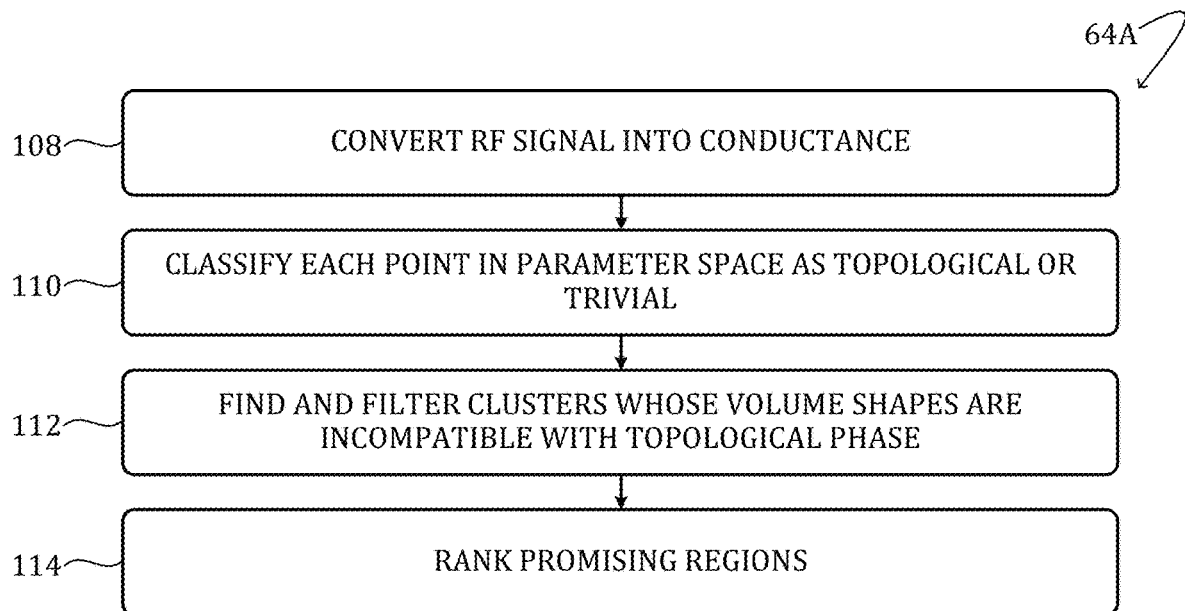 64A
108
CONVERT RF SIGNAL INTO CONDUCTANCE
110
CLASSIFY EACH POINT IN PARAMETER SPACE AS TOPOLOGICAL OR
TRIVIAL
112
FIND AND FILTER CLUSTERS WHOSE VOLUME SHAPES ARE
INCOMPATIBLE WITH TOPOLOGICAL PHASE
114
RANK PROMISING REGIONS